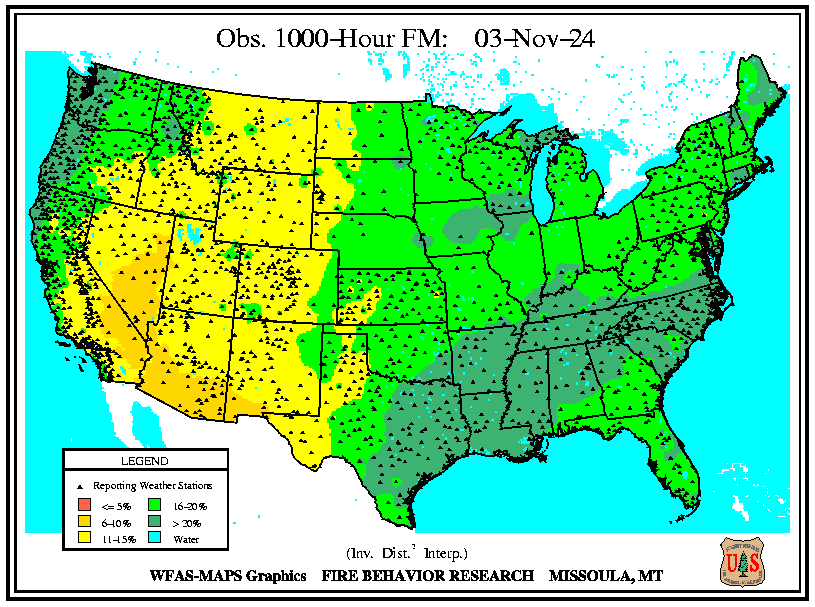 Obs. 1000-Hour FM: 03-Nov-24
LEGEND
Reporting Weather Stations
<= 5% 16-20%
6-10% > 20%
11-15% Water
(Inv. Dist.² Interp.)
WFAS-MAPS Graphics FIRE BEHAVIOR RESEARCH MISSOULA, MT
U S